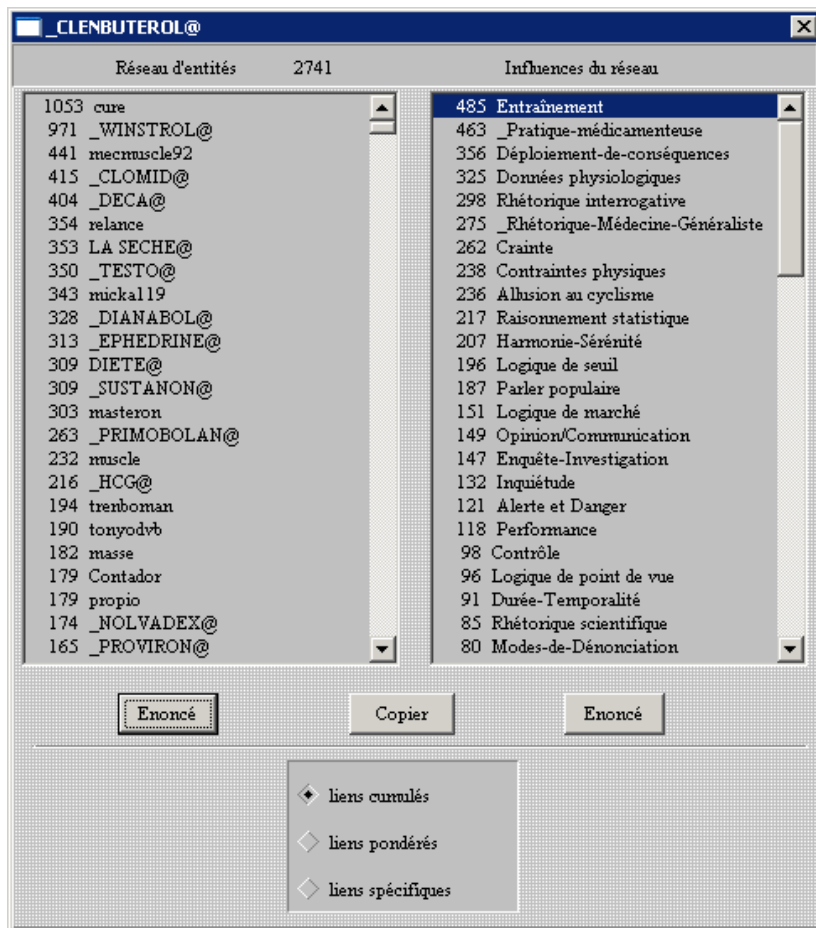 _CLENBUTEROL@
Réseau d'entités 2741 Influences du réseau
1053 cure
971 _WINSTROL@
441 mecmuscle92
415 _CLOMID@
404 _DECA@
354 relance
353 LA SECHE@
350 _TESTO@
343 micka119
328 _DIANABOL@
313 _EPHEDRINE@
309 DIETE@
309 _SUSTANON@
303 masteron
263 _PRIMOBOLAN@
232 muscle
216 _HCG@
194 trenboman
190 tonyodvb
182 masse
179 Contador
179 propio
174 _NOLVADEX@
165 _PROVIRON@
485 Entraînement
463 _Pratique-médicamenteuse
356 Déploiement-de-conséquences
325 Données physiologiques
298 Rhétorique interrogative
275 _Rhétorique-Médecine-Généraliste
262 Crainte
238 Contraintes physiques
236 Allusion au cyclisme
217 Raisonnement statistique
207 Harmonie-Sérénité
196 Logique de seuil
187 Parler populaire
151 Logique de marché
149 Opinion/Communication
147 Enquête-Investigation
132 Inquiétude
121 Alerte et Danger
118 Performance
98 Contrôle
96 Logique de point de vue
91 Durée-Temporalité
85 Rhétorique scientifique
80 Modes-de-Dénonciation
Enoncé Copier Enoncé
liens cumulés
liens pondérés
liens spécifiques